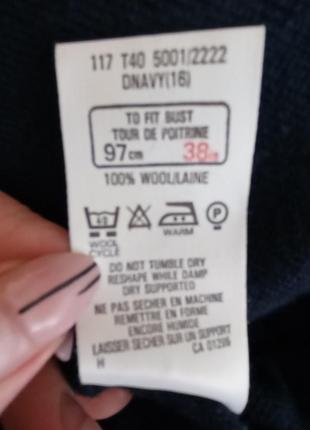 117 T40 5001/2222
DNAVY(16)
TO FIT BUST
TOUR DE POITRINE
97cm 38in
100% WOOL/LAINE
40 P
WOOL CYCLE WARM
DO NOT TUMBLE DRY
RESHAPE WHILE DAMP
DRY SUPPORTED
NE PAS SECHER EN MACHINE
REMETTRE EN FORME
ENCORE HUMIDE
LAISSER SECHER SUR UN SUPPORT
H CA 01286